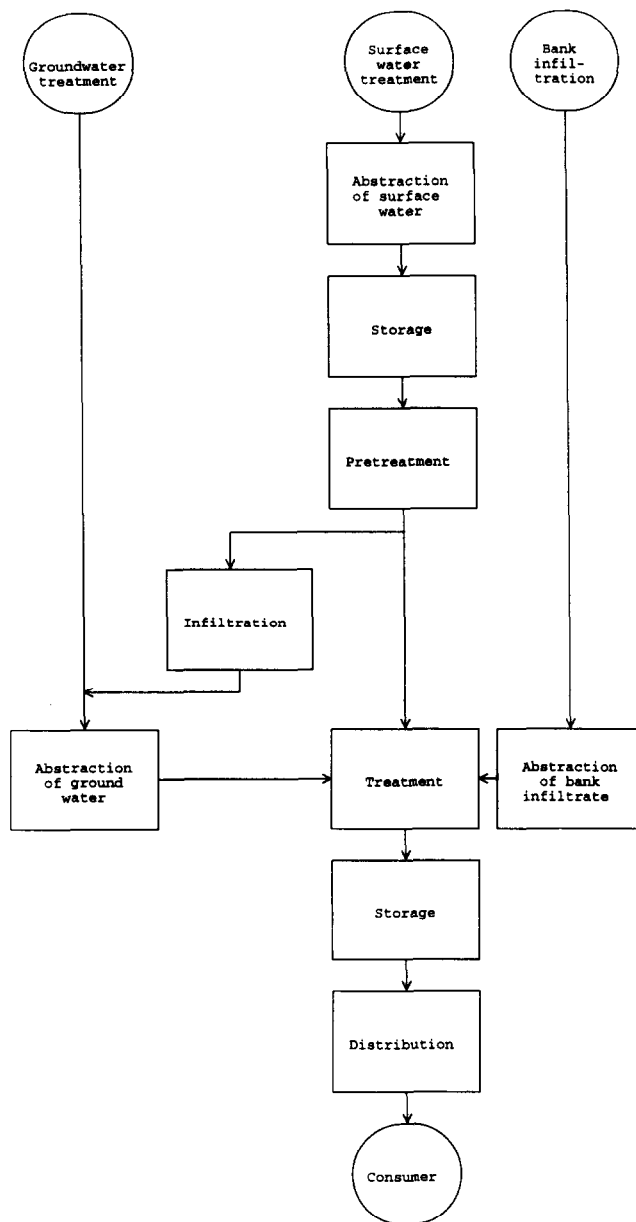 Groundwater
treatment
Surface
water
treatment
Bank
infil-
tration
Abstraction
of surface
water
Storage
Pretreatment
Infiltration
Abstraction
of ground
water
Treatment
Abstraction
of bank
infiltrate
Storage
Distribution
Consumer